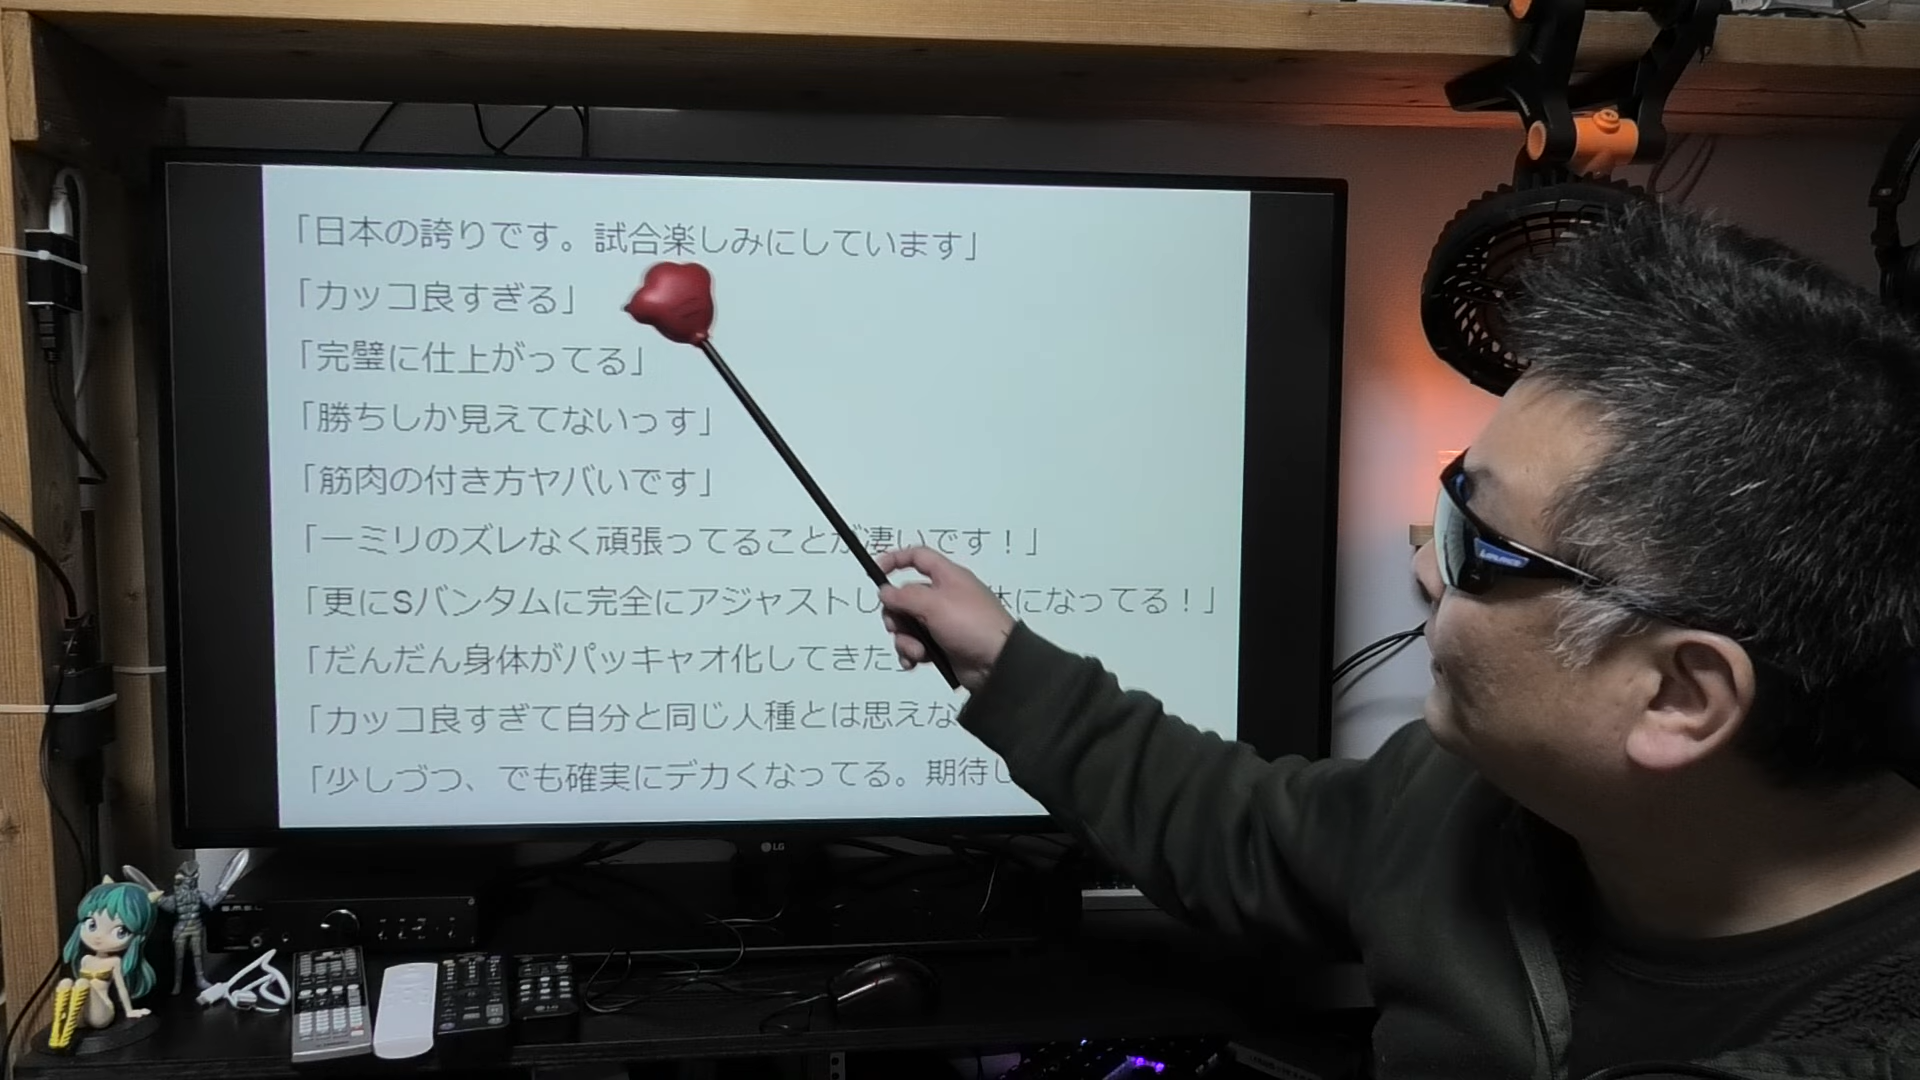 「日本の誇りです。試合楽しみにしています」
「カッコ良すぎる」
「完璧に仕上がってる」
「勝ちしか見えてないっす」
「筋肉の付き方ヤバいです」
「一ミリのズレなく頑張ってることが凄いです！」
「更にSバンタムに完全にアジャストし 体になってる！」
「だんだん身体がパッキャオ化してきた
「カッコ良すぎて自分と同じ人種とは思えな
「少しづつ、でも確実にデカくなってる。期待し
LG